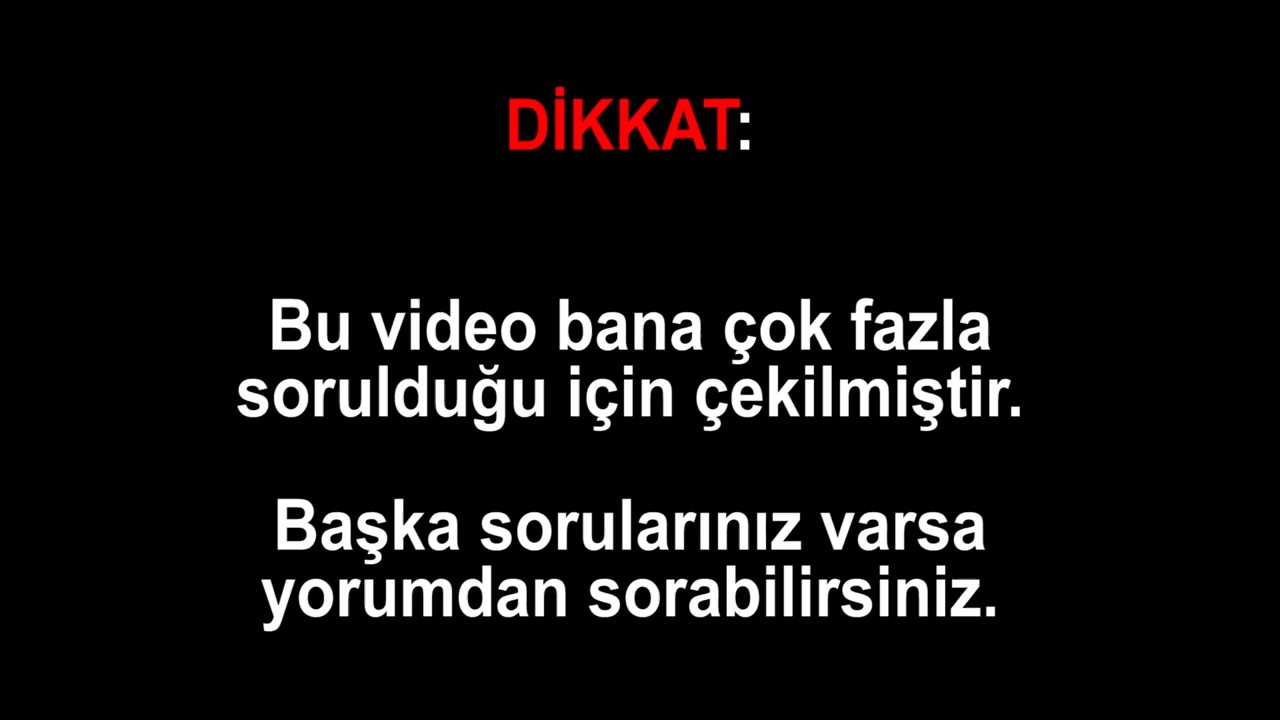 DİKKAT:
Bu video bana çok fazla
sorulduğu için çekilmiştir.
Başka sorularınız varsa
yorumdan sorabilirsiniz.